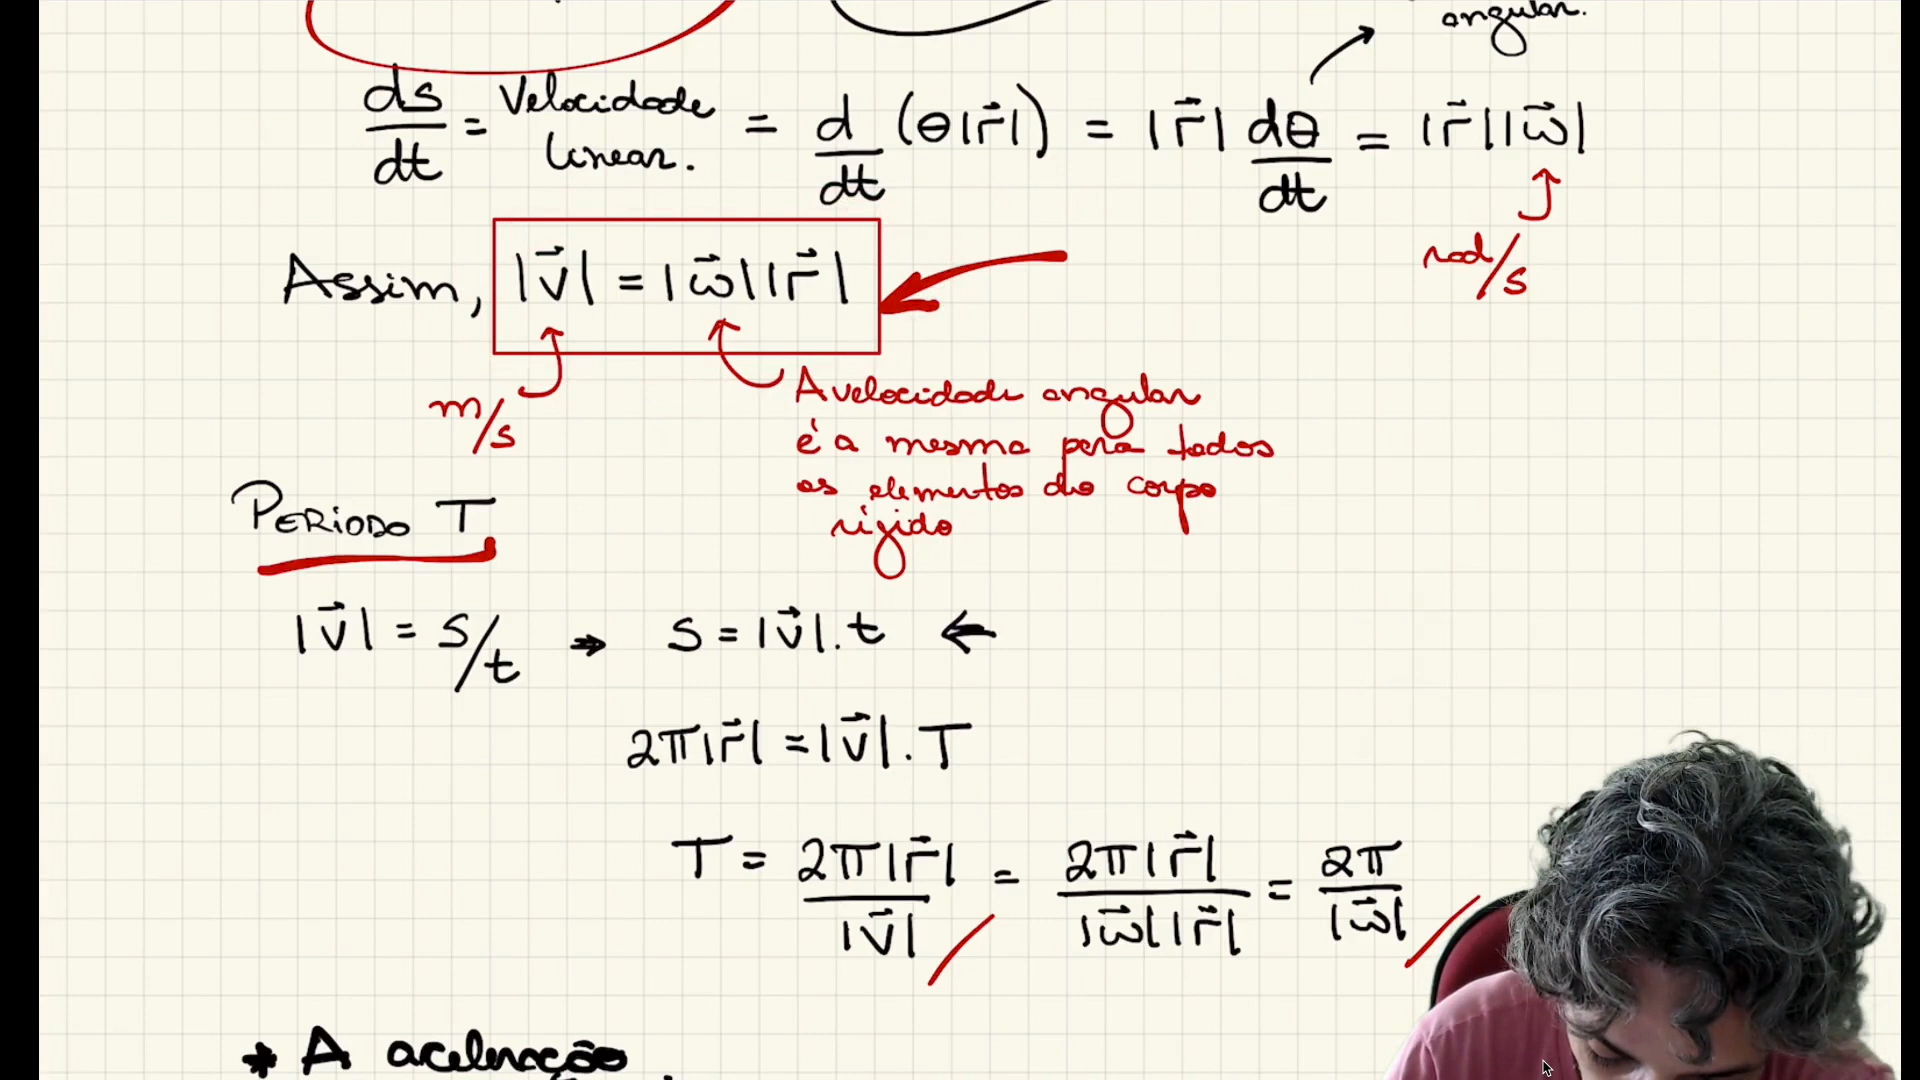 angular.
ds/dt = Velocidade linear. = d/dt (θ|r⃗|) = |r⃗| dθ/dt = |r⃗||ω⃗|
rad/s
Assim, |v⃗| = |ω⃗||r⃗|
m/s
A velocidade angular
é a mesma para todos
os elementos do corpo
rígido
PERÍODO T
|v⃗| = s/t → s = |v⃗|.t ←
2π|r⃗| = |v⃗|.T
T = 2π|r⃗|/|v⃗| = 2π|r⃗|/|ω⃗||r⃗| = 2π/|ω⃗|
* A aceleração